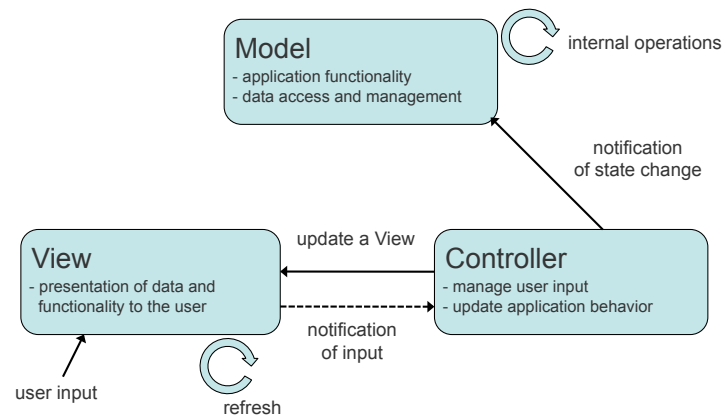 Model
- application functionality
- data access and management
internal operations
notification
of state change
update a View
View
- presentation of data and
functionality to the user
Controller
- manage user input
- update application behavior
notification
of input
user input
refresh